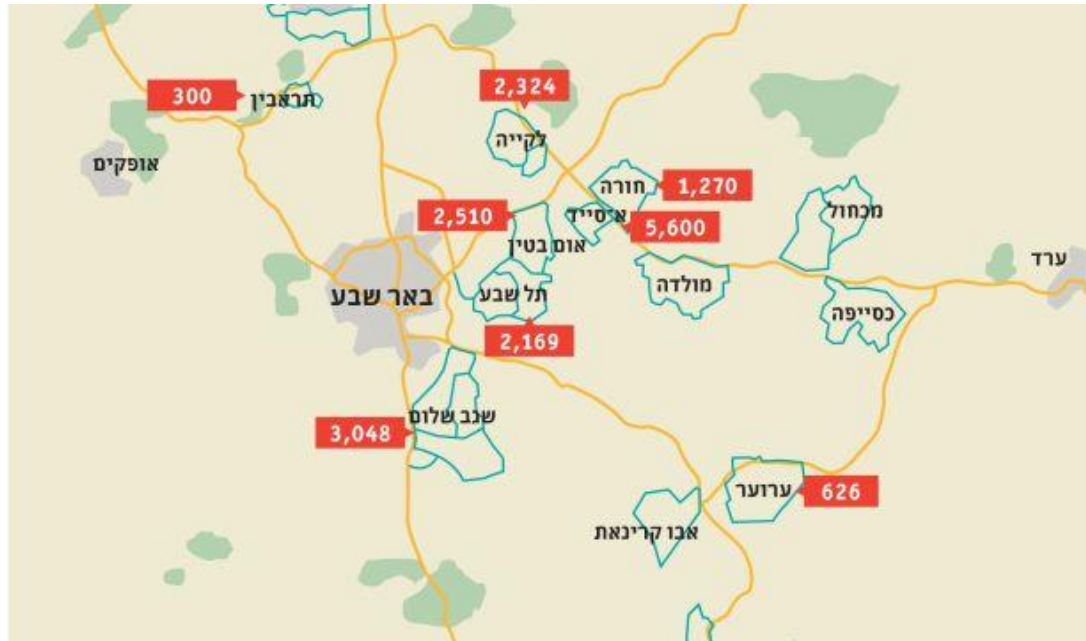 תראבין
300
2,324
לקייה
אופקים
חורה
1,270
א־סייד
5,600
מכחול
2,510
אום בטין
ערד
באר שבע
תל שבע
מולדה
כסייפה
2,169
שגב שלום
3,048
ערוער
626
אבו קרינאת